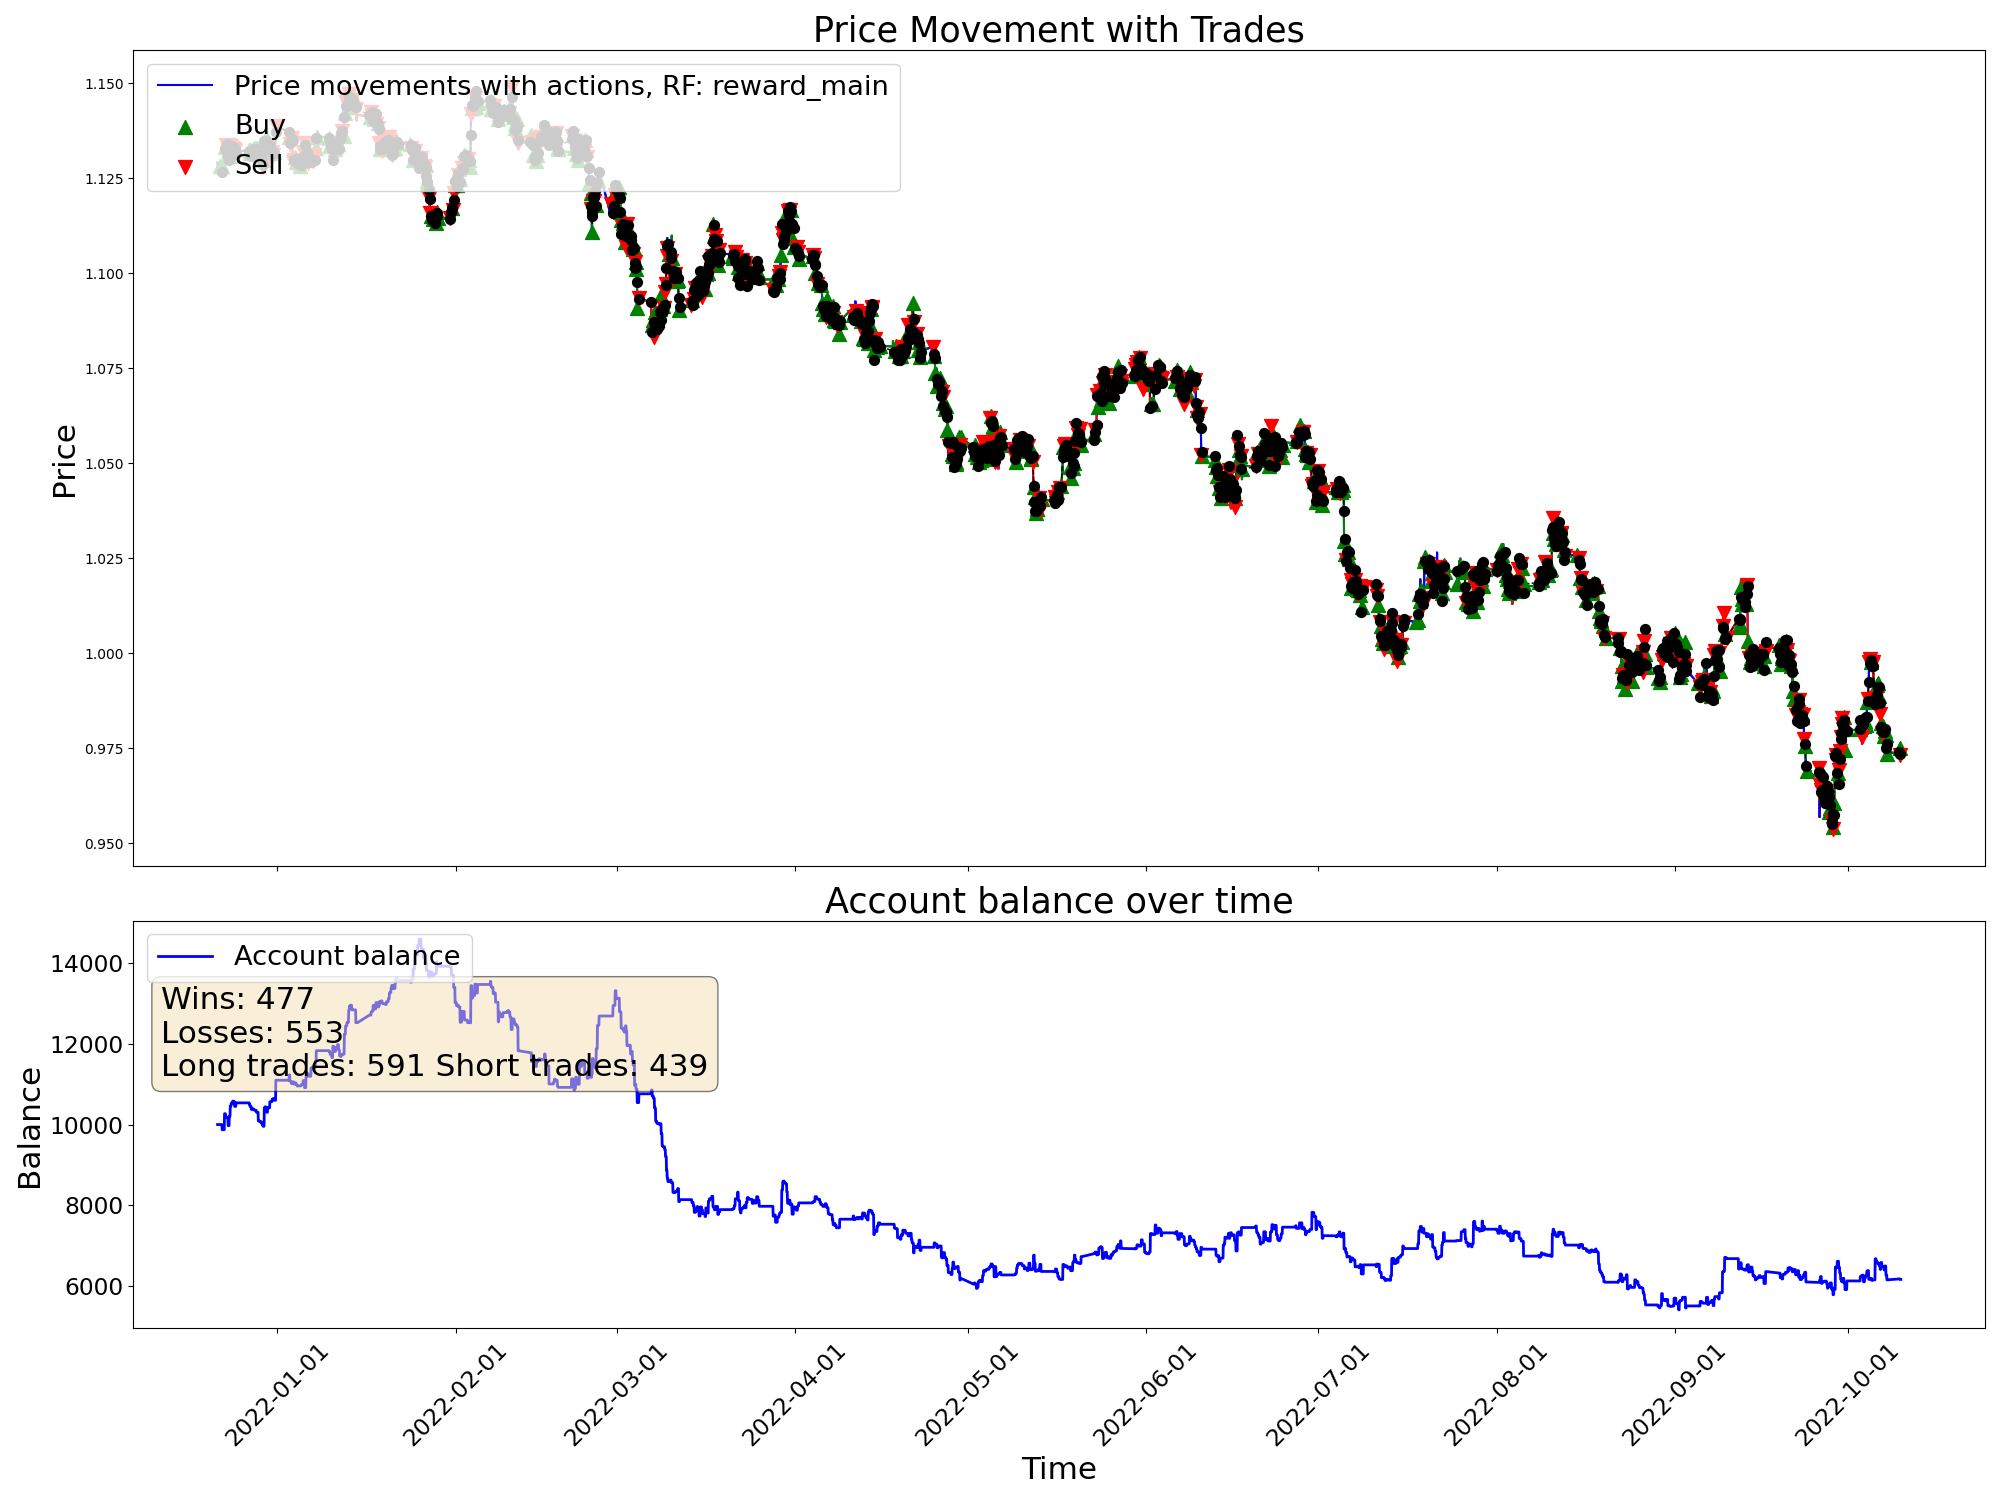 Price Movement with Trades
Price movements with actions, RF: reward_main
Buy
Sell
Price
1.150
1.125
1.100
1.075
1.050
1.025
1.000
0.975
0.950
Account balance over time
Account balance
Wins: 477
Losses: 553
Long trades: 591 Short trades: 439
Balance
14000
12000
10000
8000
6000
2022-01-01
2022-02-01
2022-03-01
2022-04-01
2022-05-01
2022-06-01
2022-07-01
2022-08-01
2022-09-01
2022-10-01
Time